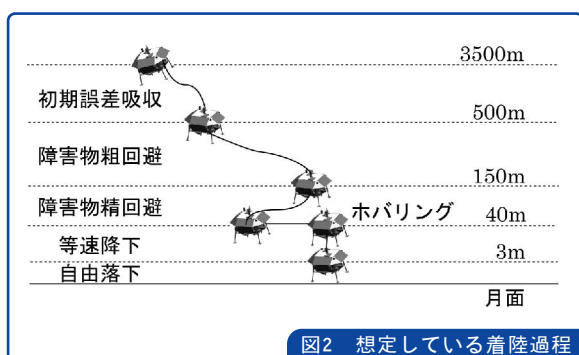 3500m
初期誤差吸収
500m
障害物粗回避
150m
障害物精回避
ホバリング
40m
等速降下
3m
自由落下
月面
図2 想定している着陸過程